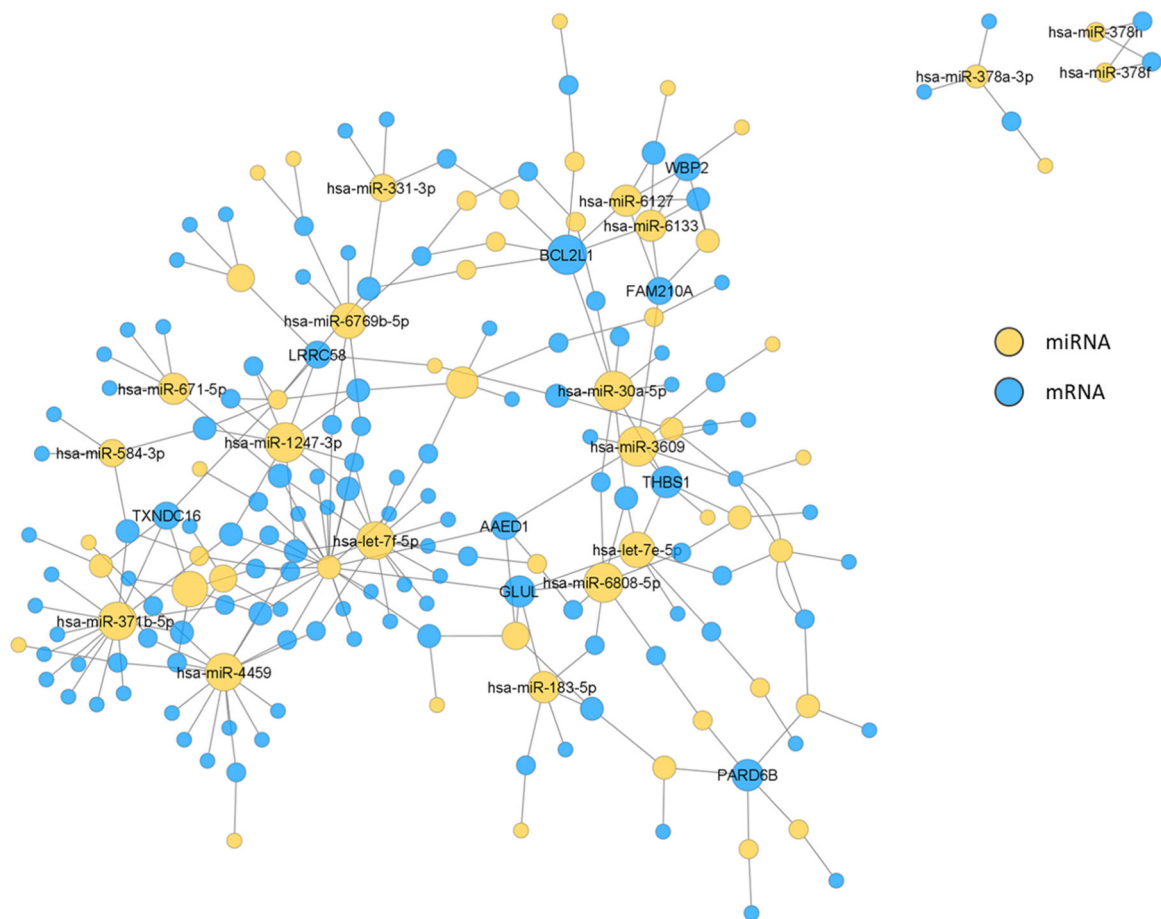 hsa-miR-378h
hsa-miR-378a-3p
hsa-miR-378f
WBP2
hsa-miR-331-3p
hsa-miR-6127
hsa-miR-6133
BCL2L1
FAM210A
hsa-miR-6769b-5p
miRNA
LRRC58
hsa-miR-671-5p
hsa-miR-30a-5p
mRNA
hsa-miR-1247-3p
hsa-miR-3609
hsa-miR-584-3p
THBS1
TXNDC16
AAED1
hsa-let-7f-5p
hsa-let-7e-5p
hsa-miR-6808-5p
GLUL
hsa-miR-371b-5p
hsa-miR-4459
hsa-miR-183-5p
PARD6B